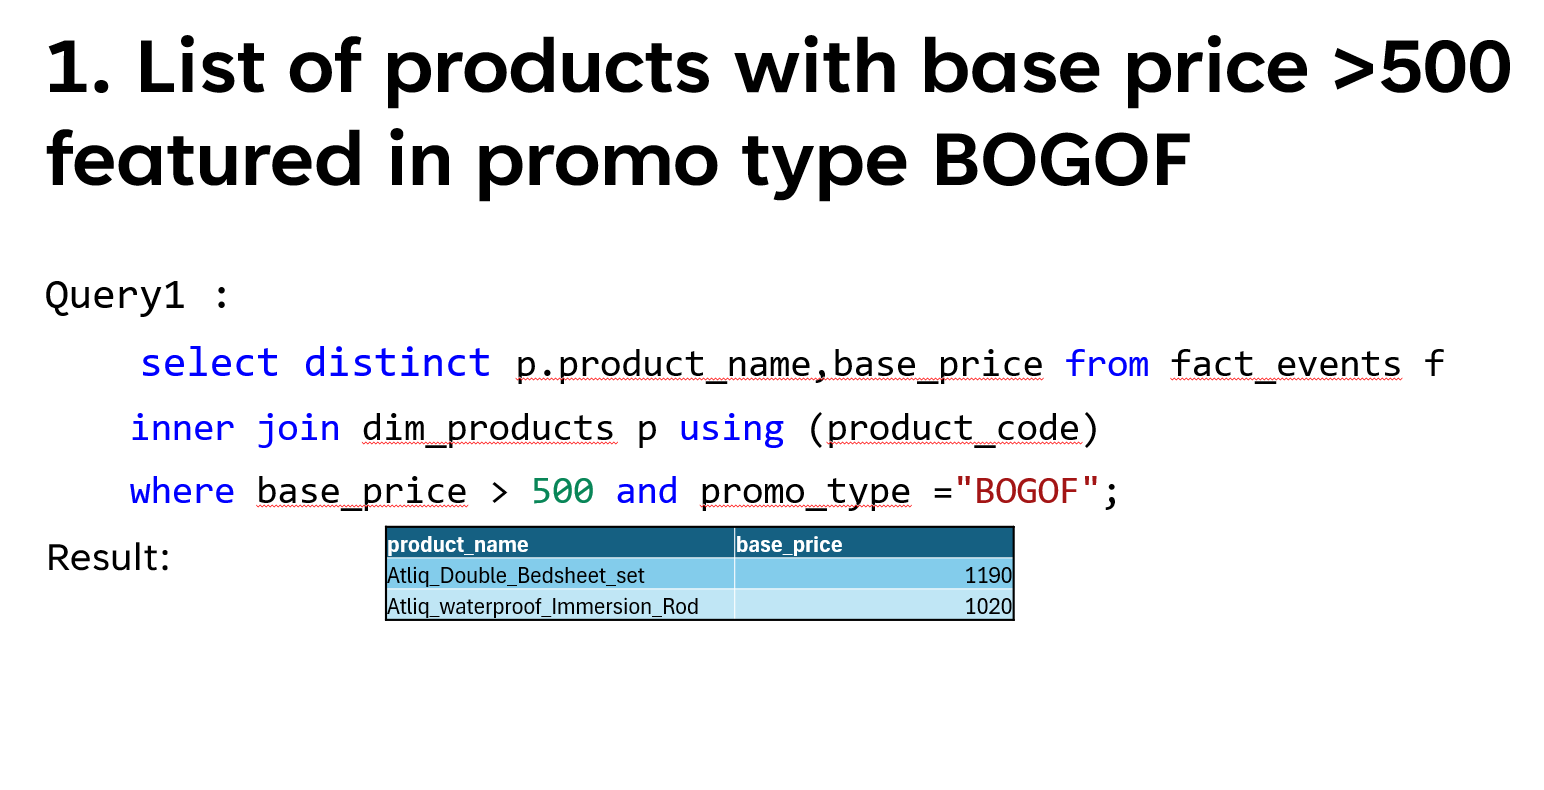 1. List of products with base price >500
featured in promo type BOGOF
Query1 :
select distinct p.product_name,base_price from fact_events f
inner join dim_products p using (product_code)
where base_price > 500 and promo_type ="BOGOF";
Result:
product_name base_price
Atliq_Double_Bedsheet_set 1190
Atliq_waterproof_Immersion_Rod 1020